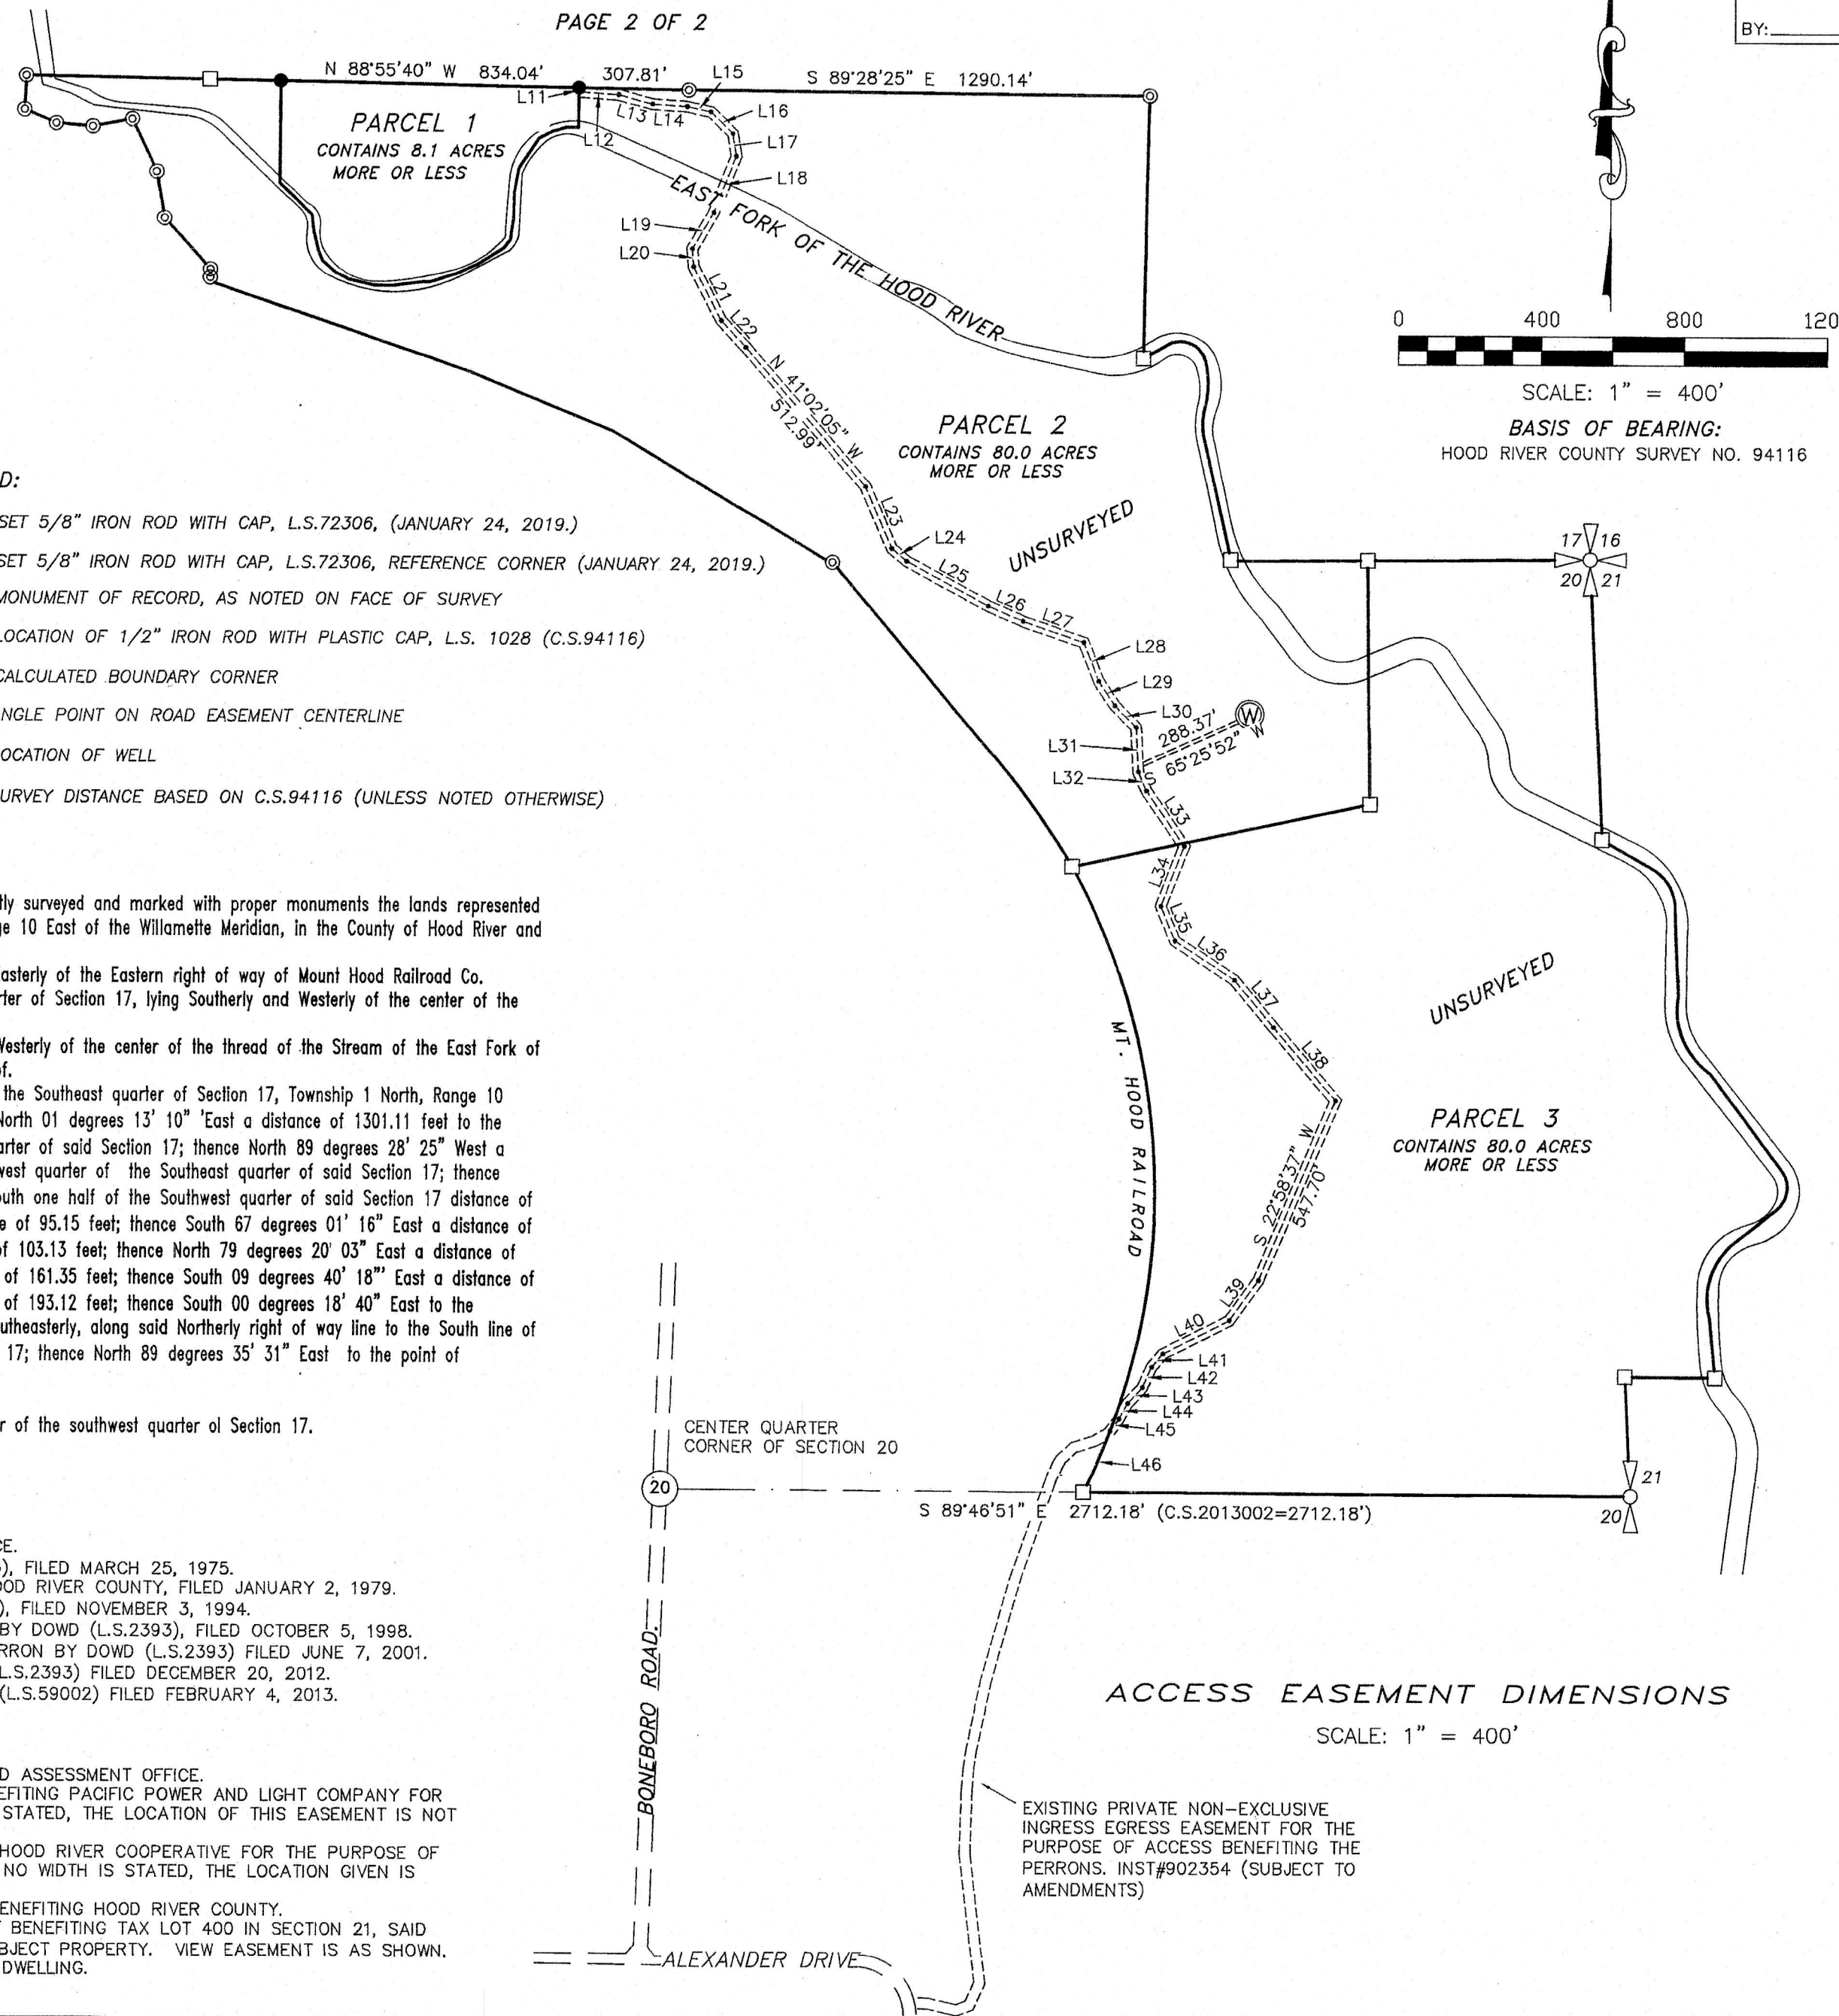 PAGE 2 OF 2
BY:
N 88°55'40" W 834.04' 307.81' L15 S 89°28'25" E 1290.14'
L11
L13
L14
L16
L12
L17
PARCEL 1
CONTAINS 8.1 ACRES
MORE OR LESS
L18
EAST FORK OF THE HOOD RIVER
L19
L20
L21
L22
N 41°02'05" W
512.99'
0 400 800 120
SCALE: 1" = 400'
BASIS OF BEARING:
HOOD RIVER COUNTY SURVEY NO. 94116
PARCEL 2
CONTAINS 80.0 ACRES
MORE OR LESS
UNSURVEYED
D:
SET 5/8" IRON ROD WITH CAP, L.S.72306, (JANUARY 24, 2019.)
SET 5/8" IRON ROD WITH CAP, L.S.72306, REFERENCE CORNER (JANUARY 24, 2019.)
MONUMENT OF RECORD, AS NOTED ON FACE OF SURVEY
LOCATION OF 1/2" IRON ROD WITH PLASTIC CAP, L.S. 1028 (C.S.94116)
CALCULATED BOUNDARY CORNER
NGLE POINT ON ROAD EASEMENT CENTERLINE
OCATION OF WELL
URVEY DISTANCE BASED ON C.S.94116 (UNLESS NOTED OTHERWISE)
L23
L24
L25
L26
L27
L28
L29
L30
L31
L32
L33
W
288.37'
S 65°25'52" W
17 16
20 21
L34
L35
L36
L37
L38
UNSURVEYED
MT. HOOD RAILROAD
PARCEL 3
CONTAINS 80.0 ACRES
MORE OR LESS
S 22°58'37" W
547.70'
L39
L40
L41
L42
L43
L44
L45
L46
tly surveyed and marked with proper monuments the lands represented
ge 10 East of the Willamette Meridian, in the County of Hood River and
asterly of the Eastern right of way of Mount Hood Railroad Co.
rter of Section 17, lying Southerly and Westerly of the center of the
Westerly of the center of the thread of the Stream of the East Fork of
f.
the Southeast quarter of Section 17, Township 1 North, Range 10
North 01 degrees 13' 10" 'East a distance of 1301.11 feet to the
arter of said Section 17; thence North 89 degrees 28' 25" West a
west quarter of the Southeast quarter of said Section 17; thence
outh one half of the Southwest quarter of said Section 17 distance of
e of 95.15 feet; thence South 67 degrees 01' 16" East a distance of
of 103.13 feet; thence North 79 degrees 20' 03" East a distance of
of 161.35 feet; thence South 09 degrees 40' 18"' East a distance of
of 193.12 feet; thence South 00 degrees 18' 40" East to the
utheasterly, along said Northerly right of way line to the South line of
17; thence North 89 degrees 35' 31" East to the point of
r of the southwest quarter ol Section 17.
CENTER QUARTER
CORNER OF SECTION 20
20
S 89°46'51" E 2712.18' (C.S.2013002=2712.18')
21
20
CE.
), FILED MARCH 25, 1975.
OOD RIVER COUNTY, FILED JANUARY 2, 1979.
), FILED NOVEMBER 3, 1994.
BY DOWD (L.S.2393), FILED OCTOBER 5, 1998.
RRON BY DOWD (L.S.2393) FILED JUNE 7, 2001.
L.S.2393) FILED DECEMBER 20, 2012.
(L.S.59002) FILED FEBRUARY 4, 2013.
BONEBORO ROAD.
ACCESS EASEMENT DIMENSIONS
SCALE: 1" = 400'
D ASSESSMENT OFFICE.
EFITING PACIFIC POWER AND LIGHT COMPANY FOR
STATED, THE LOCATION OF THIS EASEMENT IS NOT
HOOD RIVER COOPERATIVE FOR THE PURPOSE OF
NO WIDTH IS STATED, THE LOCATION GIVEN IS
ENEFITING HOOD RIVER COUNTY.
T BENEFITING TAX LOT 400 IN SECTION 21, SAID
BJECT PROPERTY. VIEW EASEMENT IS AS SHOWN.
DWELLING.
EXISTING PRIVATE NON-EXCLUSIVE
INGRESS EGRESS EASEMENT FOR THE
PURPOSE OF ACCESS BENEFITING THE
PERRONS. INST#902354 (SUBJECT TO
AMENDMENTS)
ALEXANDER DRIVE